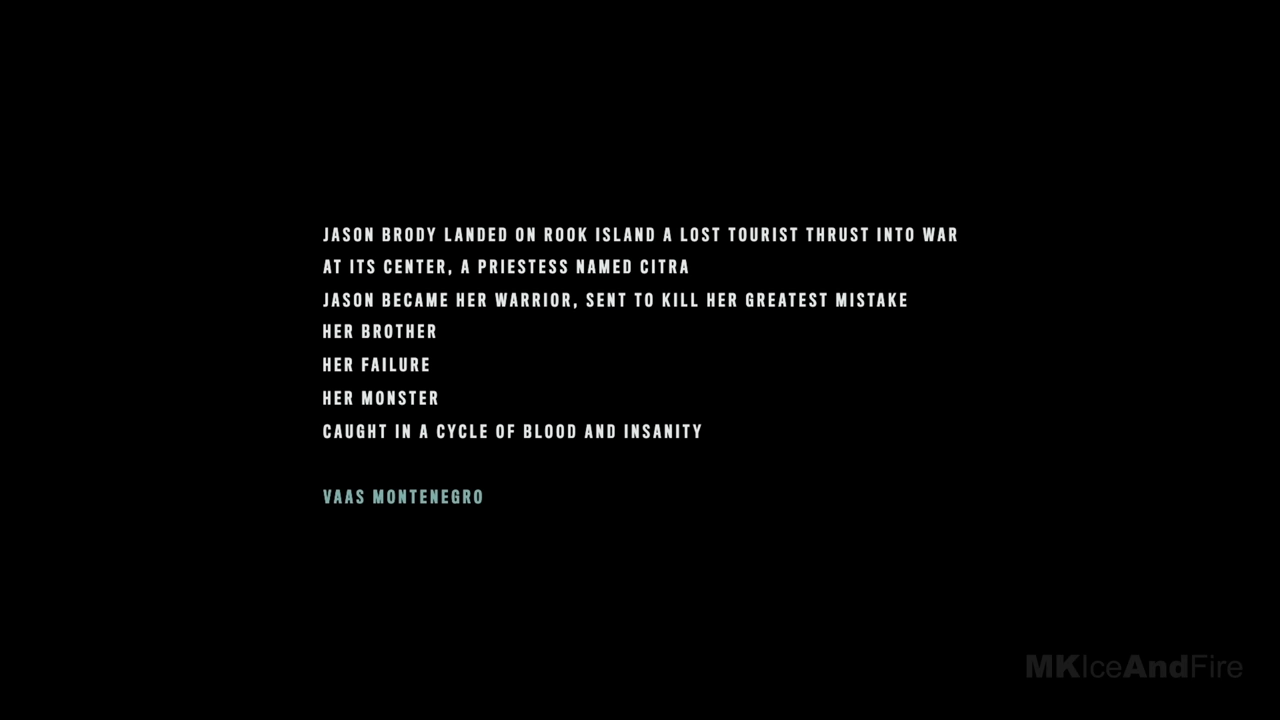 JASON BRODY LANDED ON ROOK ISLAND A LOST TOURIST THRUST INTO WAR
AT ITS CENTER, A PRIESTESS NAMED CITRA
JASON BECAME HER WARRIOR, SENT TO KILL HER GREATEST MISTAKE
HER BROTHER
HER FAILURE
HER MONSTER
CAUGHT IN A CYCLE OF BLOOD AND INSANITY
VAAS MONTENEGRO
MKIceAndFire